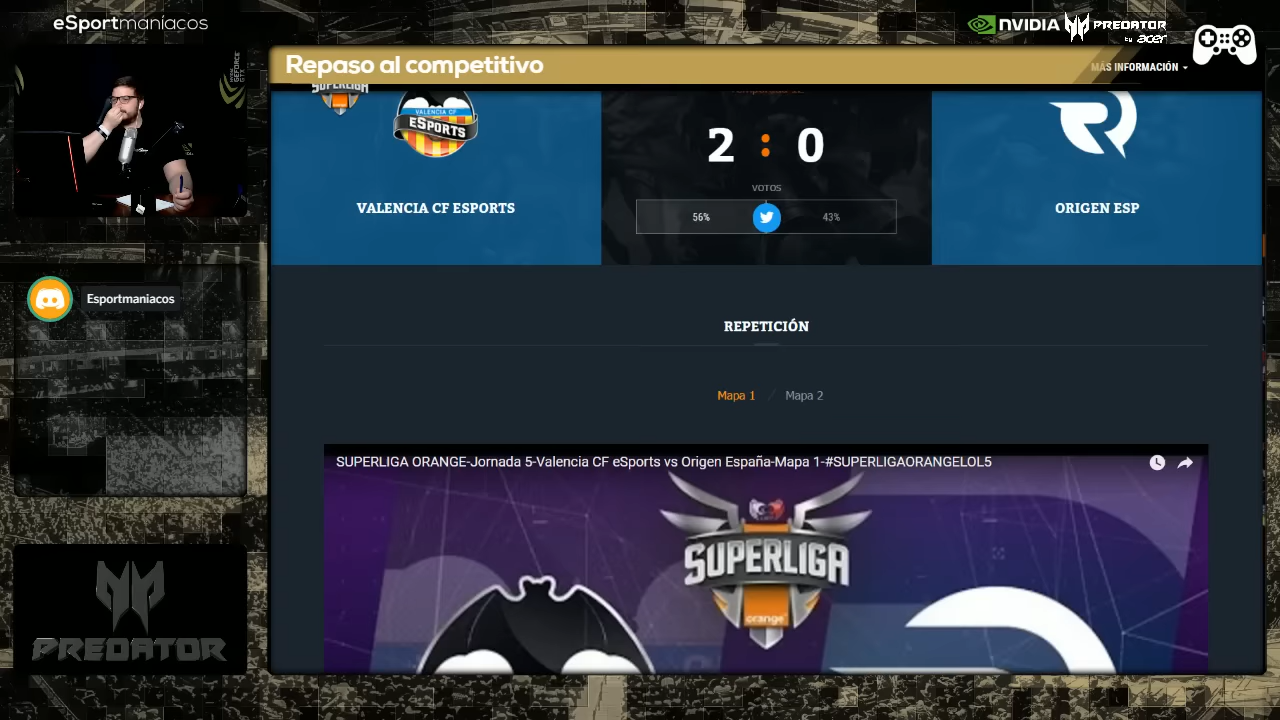 eSportmaníacos
NVIDIA
PREDATOR
by acer
Repaso al competitivo
MÁS INFORMACIÓN
SUPERLIGA
VALENCIA CF
ESPORTS
2 : 0
VOTOS
56%
43%
VALENCIA CF ESPORTS
ORIGEN ESP
Esportmaniacos
REPETICIÓN
Mapa 1 / Mapa 2
SUPERLIGA ORANGE-Jornada 5-Valencia CF eSports vs Origen España-Mapa 1-#SUPERLIGAORANGELOL5
SUPERLIGA
orange
PREDATOR